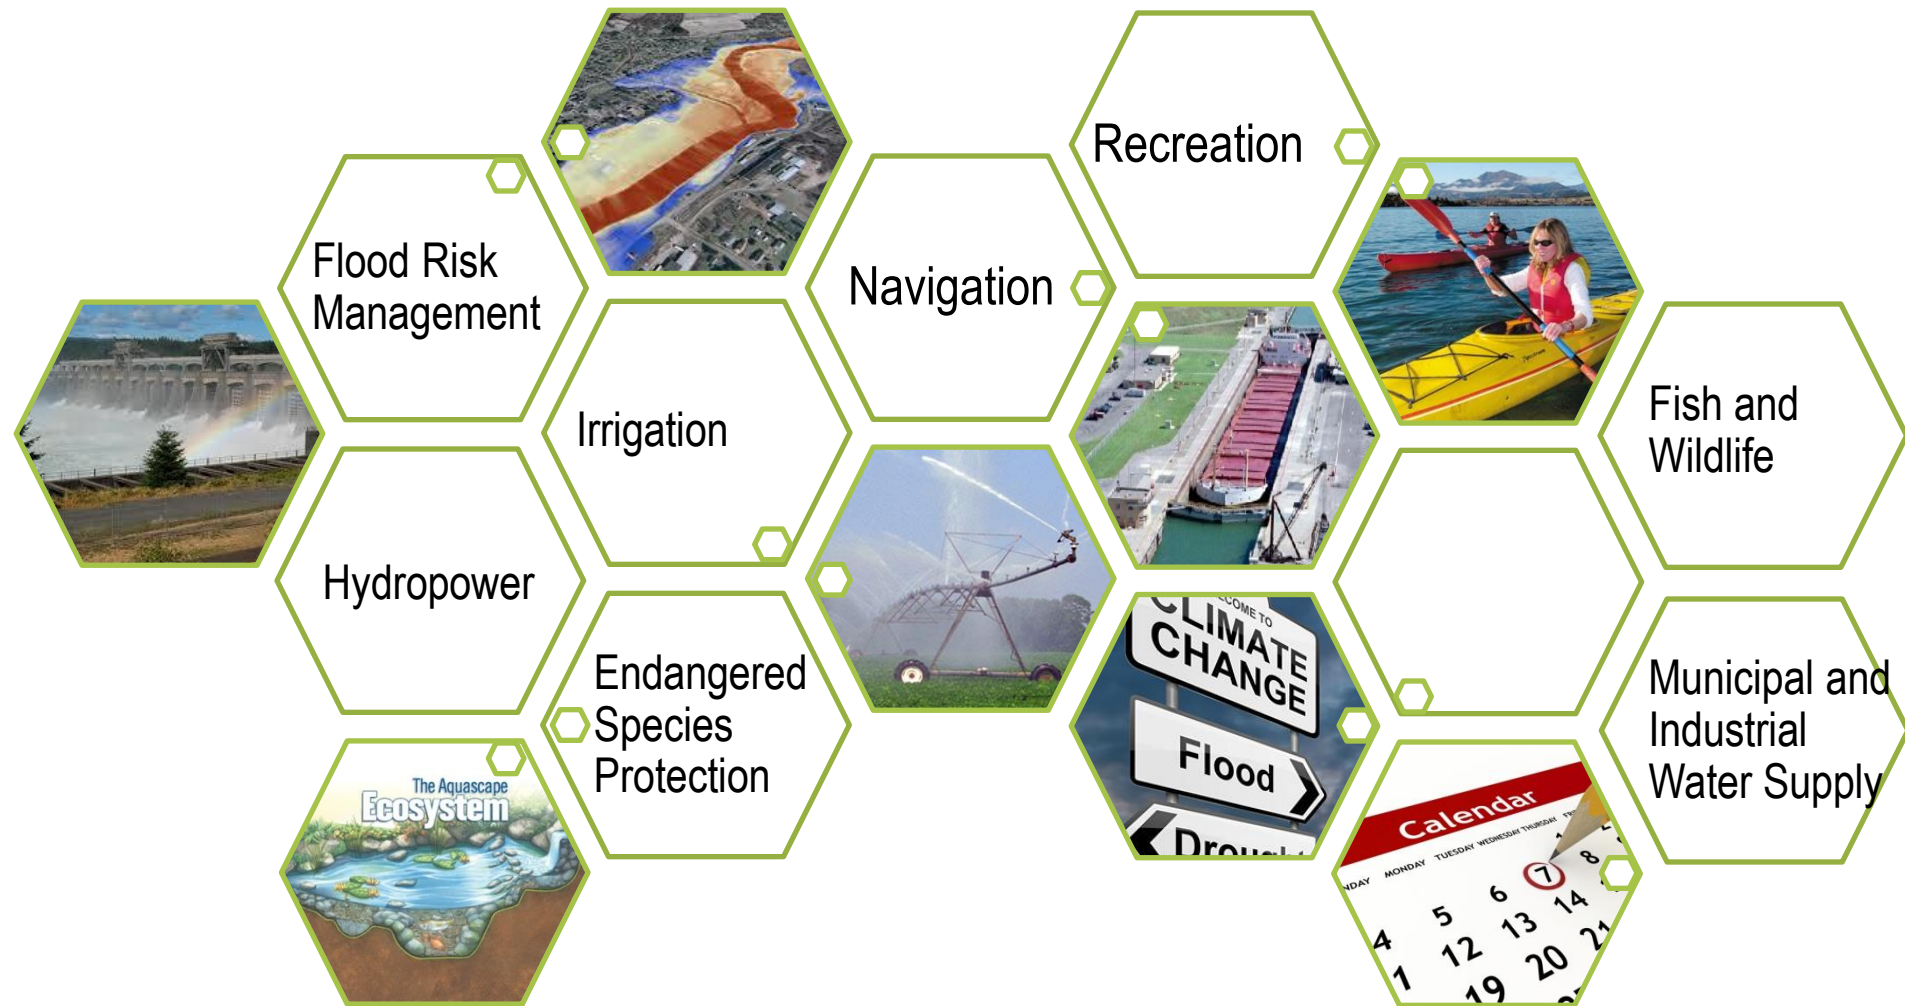 Recreation
Flood Risk
Management
Navigation
Irrigation
Fish and
Wildlife
Hydropower
Endangered
Species
Protection
Municipal and
Industrial
Water Supply
The Aquascape
Ecosystem
TO
CLIMATE
CHANGE
Flood
Calendar
MONDAY TUESDAY WEDNESDAY THURSDAY
5 6 7 8
12 13 14
19 20 21